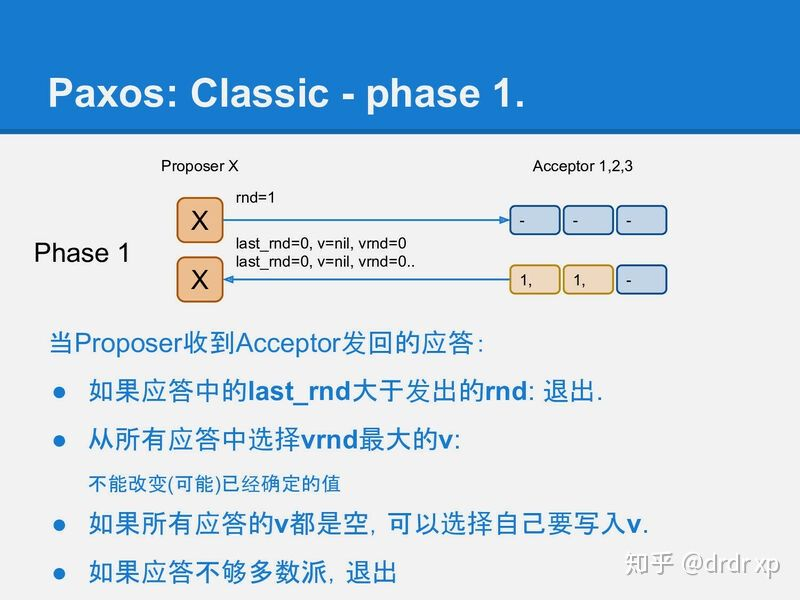 Paxos: Classic - phase 1.
Proposer X
Acceptor 1,2,3
rnd=1
X
-
-
-
Phase 1
last_rnd=0, v=nil, vrnd=0
last_rnd=0, v=nil, vrnd=0..
X
1,
1,
-
当Proposer收到Acceptor发回的应答:
● 如果应答中的last_rnd大于发出的rnd: 退出.
● 从所有应答中选择vrnd最大的v:
不能改变(可能)已经确定的值
● 如果所有应答的v都是空, 可以选择自己要写入v.
● 如果应答不够多数派, 退出
知乎 @drdr xp